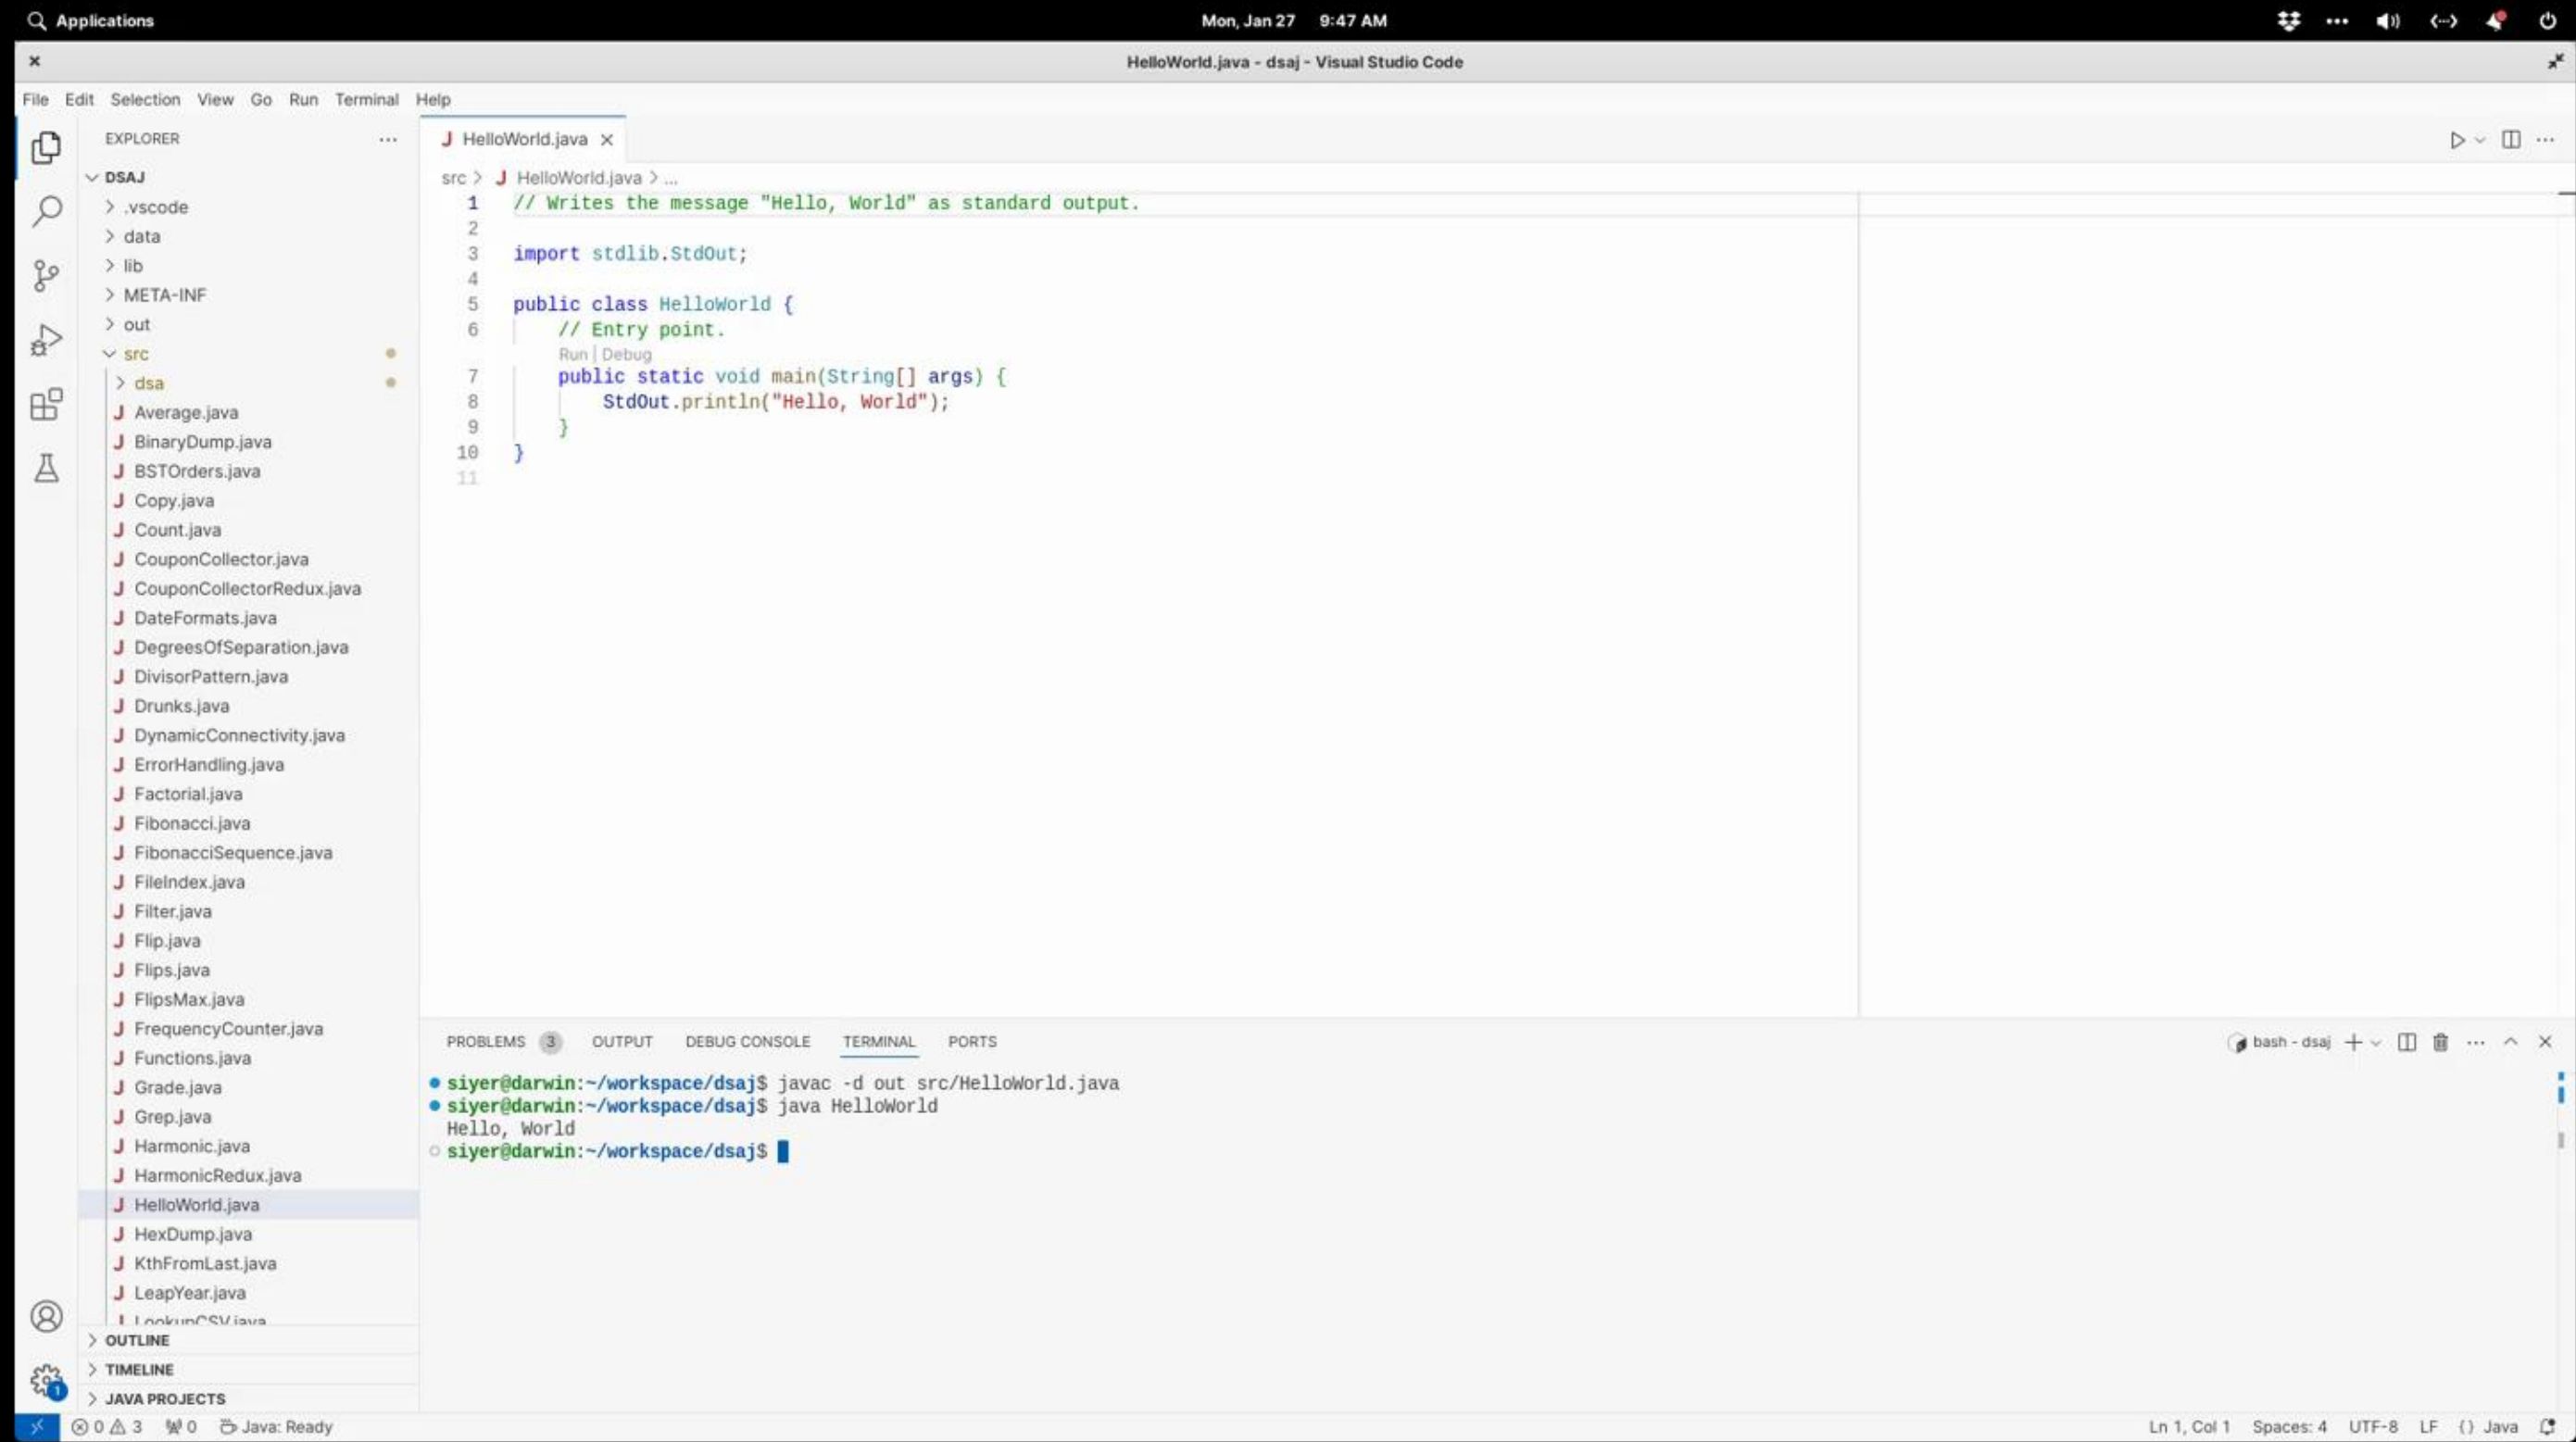 Applications
Mon, Jan 27 9:47 AM
HelloWorld.java - dsaj - Visual Studio Code
File Edit Selection View Go Run Terminal Help
EXPLORER
DSAJ
.vscode
data
lib
META-INF
out
src
dsa
J Average.java
J BinaryDump.java
J BSTOrders.java
J Copy.java
J Count.java
J CouponCollector.java
J CouponCollectorRedux.java
J DateFormats.java
J DegreesOfSeparation.java
J DivisorPattern.java
J Drunks.java
J DynamicConnectivity.java
J ErrorHandling.java
J Factorial.java
J Fibonacci.java
J FibonacciSequence.java
J FileIndex.java
J Filter.java
J Flip.java
J Flips.java
J FlipsMax.java
J FrequencyCounter.java
J Functions.java
J Grade.java
J Grep.java
J Harmonic.java
J HarmonicRedux.java
J HelloWorld.java
J HexDump.java
J KthFromLast.java
J LeapYear.java
J LookupCSV.java
OUTLINE
TIMELINE
JAVA PROJECTS
J HelloWorld.java
src > J HelloWorld.java > ...
1 // Writes the message "Hello, World" as standard output.
2
3 import stdlib.StdOut;
4
5 public class HelloWorld {
6 // Entry point.
Run | Debug
7 public static void main(String[] args) {
8 StdOut.println("Hello, World");
9 }
10 }
11
PROBLEMS 3 OUTPUT DEBUG CONSOLE TERMINAL PORTS
bash - dsaj
siyer@darwin:~/workspace/dsaj$ javac -d out src/HelloWorld.java
siyer@darwin:~/workspace/dsaj$ java HelloWorld
Hello, World
siyer@darwin:~/workspace/dsaj$
1
0 3 0 Java: Ready
Ln 1, Col 1 Spaces: 4 UTF-8 LF {} Java